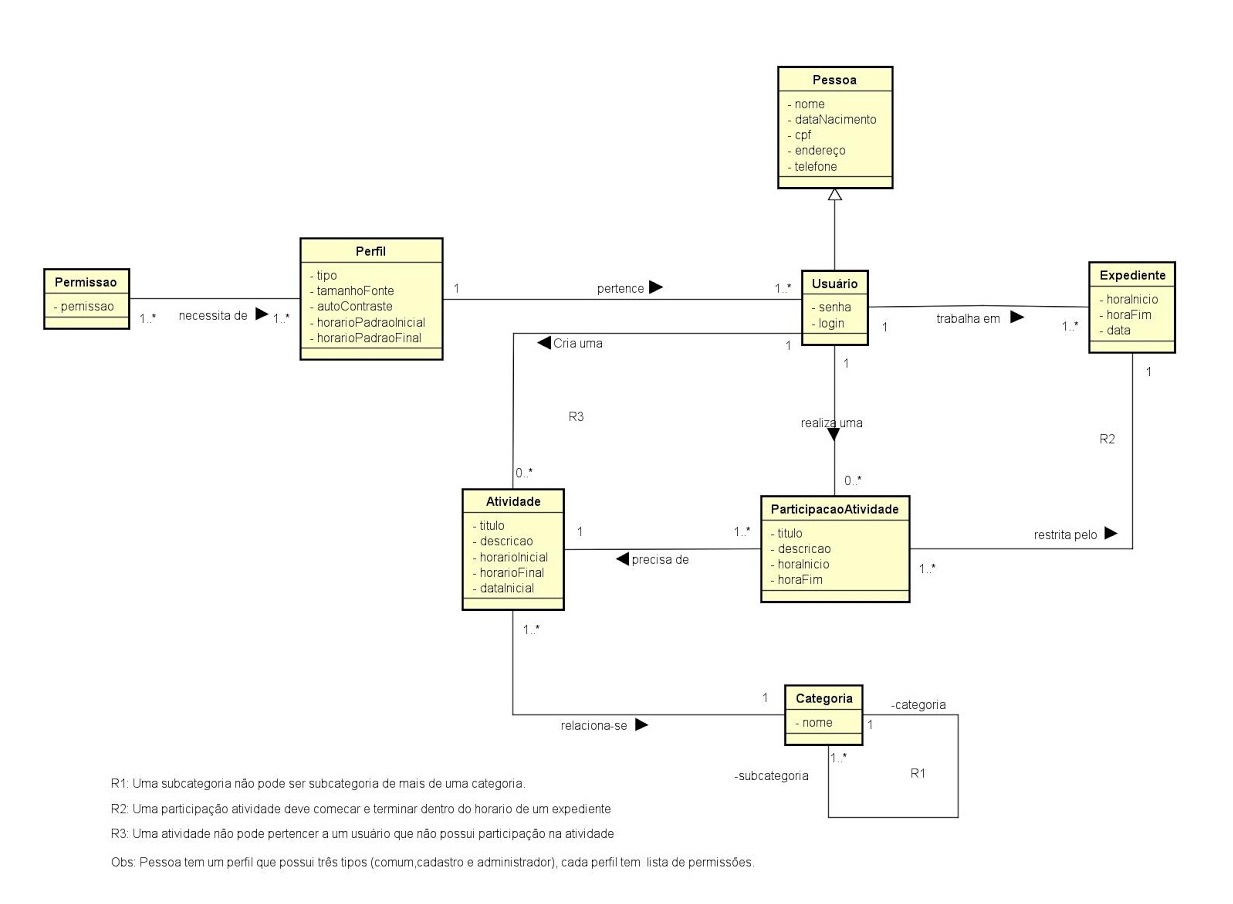 Pessoa
- nome
- dataNacimento
- cpf
- endereço
- telefone
Permissao
- pemissao
1..*
necessita de
1..*
Perfil
- tipo
- tamanhoFonte
- autoContraste
- horarioPadraoInicial
- horarioPadraoFinal
1
pertence
1..*
Usuário
- senha
- login
1
trabalha em
1..*
Expediente
- horaInicio
- horaFim
- data
1
Cria uma
1
1
R3
realiza uma
R2
0..*
0..*
Atividade
- titulo
- descricao
- horarioInicial
- horarioFinal
- dataInicial
1
precisa de
1..*
ParticipacaoAtividade
- titulo
- descricao
- horaInicio
- horaFim
restrita pelo
1..*
1..*
relaciona-se
1
Categoria
- nome
-categoria
1
1..*
-subcategoria
R1
R1: Uma subcategoria não pode ser subcategoria de mais de uma categoria.
R2: Uma participação atividade deve comecar e terminar dentro do horario de um expediente
R3: Uma atividade não pode pertencer a um usuário que não possui participação na atividade
Obs: Pessoa tem um perfil que possui três tipos (comum,cadastro e administrador), cada perfil tem lista de permissões.